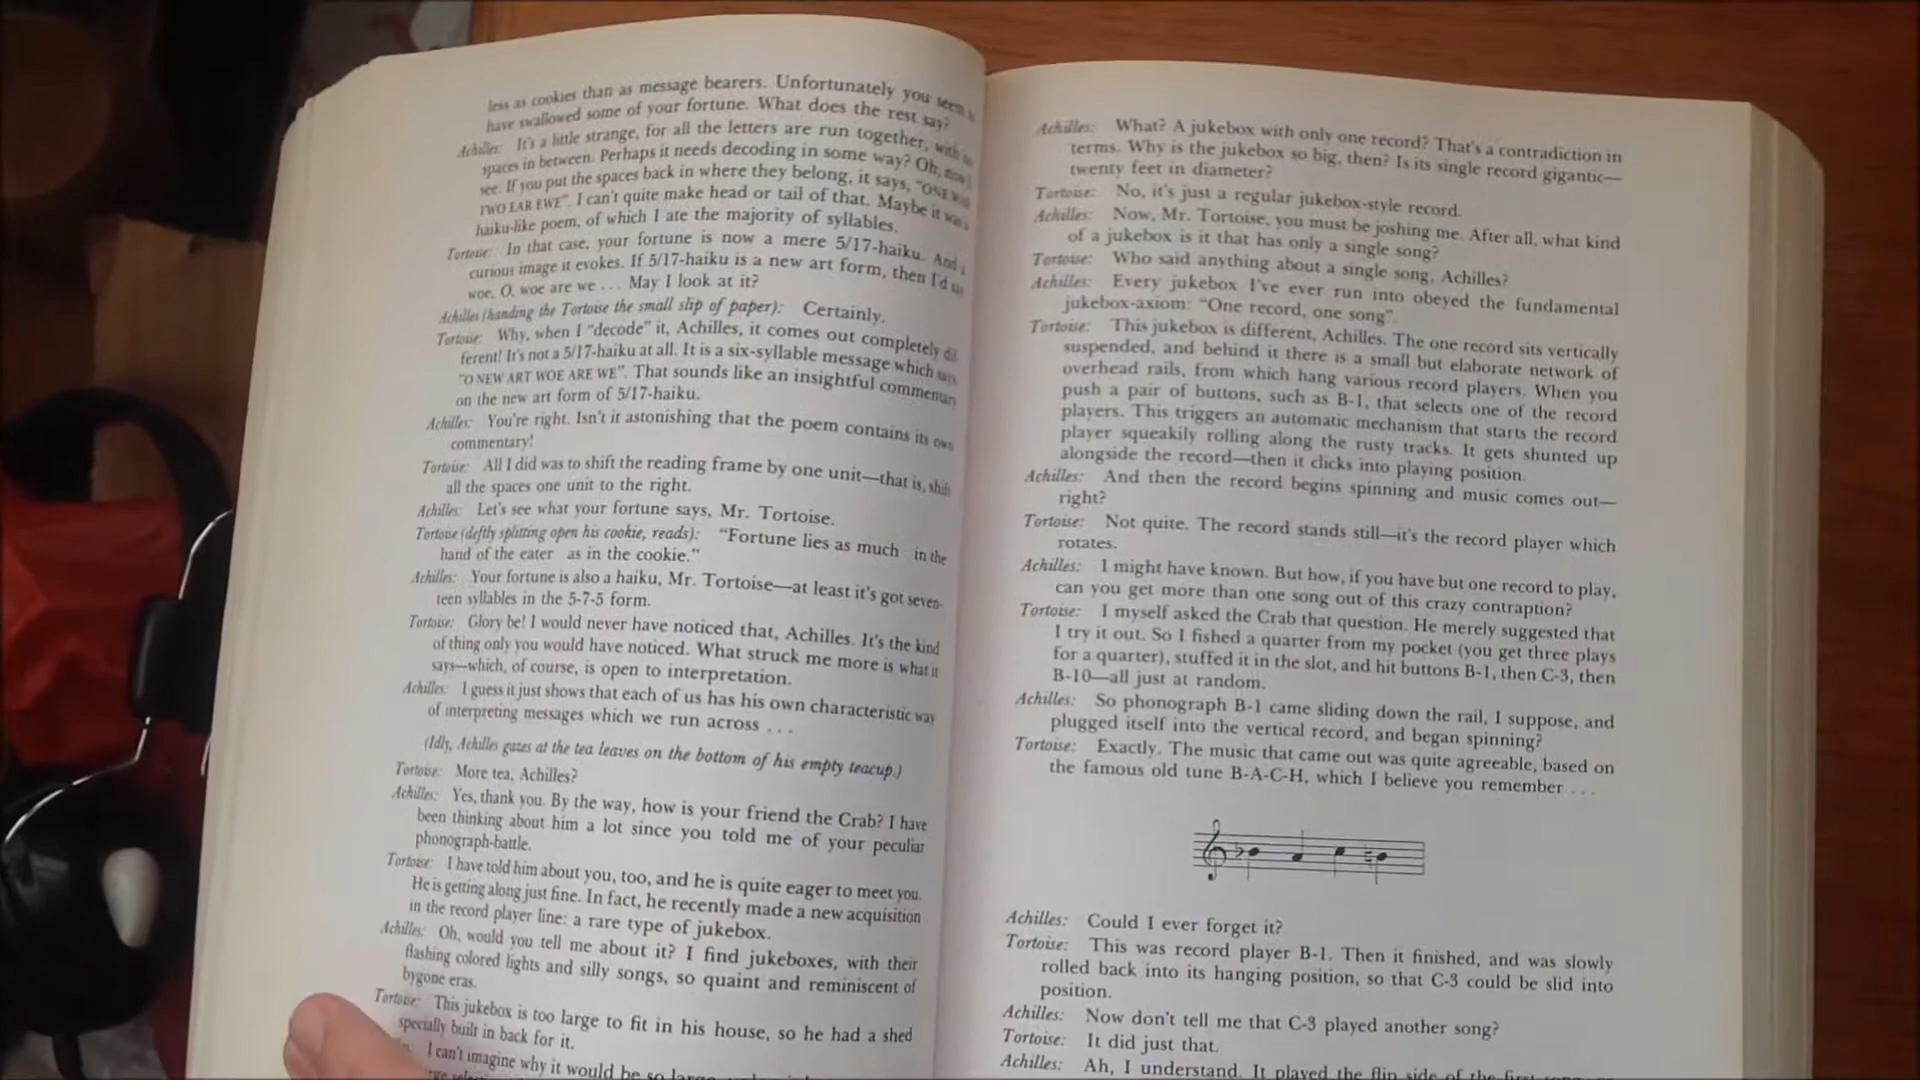 less as cookies than as message bearers. Unfortunately you seem
have swallowed some of your fortune. What does the rest say?
Achilles: It's a little strange, for all the letters are run together, with no
spaces in between. Perhaps it needs decoding in some way? Oh, now I
see. If you put the spaces back in where they belong, it says, "ONE WAR
TWO EAR EWE". I can't quite make head or tail of that. Maybe it was a
haiku-like poem, of which I ate the majority of syllables.
Tortoise: In that case, your fortune is now a mere 5/17-haiku. And a
curious image it evokes. If 5/17-haiku is a new art form, then I'd say
woe, O, woe are we ... May I look at it?
Achilles (handing the Tortoise the small slip of paper): Certainly.
Tortoise: Why, when I "decode" it, Achilles, it comes out completely dif-
ferent! It's not a 5/17-haiku at all. It is a six-syllable message which says,
"O NEW ART WOE ARE WE". That sounds like an insightful commentary
on the new art form of 5/17-haiku.
Achilles: You're right. Isn't it astonishing that the poem contains its own
commentary!
Tortoise: All I did was to shift the reading frame by one unit—that is, shift
all the spaces one unit to the right.
Achilles: Let's see what your fortune says, Mr. Tortoise.
Tortoise (deftly splitting open his cookie, reads): "Fortune lies as much in the
hand of the eater as in the cookie."
Achilles: Your fortune is also a haiku, Mr. Tortoise—at least it's got seven-
teen syllables in the 5-7-5 form.
Tortoise: Glory be! I would never have noticed that, Achilles. It's the kind
of thing only you would have noticed. What struck me more is what it
says—which, of course, is open to interpretation.
Achilles: I guess it just shows that each of us has his own characteristic way
of interpreting messages which we run across ...
(Idly, Achilles gazes at the tea leaves on the bottom of his empty teacup.)
Tortoise: More tea, Achilles?
Achilles: Yes, thank you. By the way, how is your friend the Crab? I have
been thinking about him a lot since you told me of your peculiar
phonograph-battle.
Tortoise: I have told him about you, too, and he is quite eager to meet you.
He is getting along just fine. In fact, he recently made a new acquisition
in the record player line: a rare type of jukebox.
Achilles: Oh, would you tell me about it? I find jukeboxes, with their
flashing colored lights and silly songs, so quaint and reminiscent of
bygone eras.
Tortoise: This jukebox is too large to fit in his house, so he had a shed
specially built in back for it.
I can't imagine why it would be so large
Achilles: What? A jukebox with only one record? That's a contradiction in
terms. Why is the jukebox so big, then? Is its single record gigantic—
twenty feet in diameter?
Tortoise: No, it's just a regular jukebox-style record.
Achilles: Now, Mr. Tortoise, you must be joshing me. After all, what kind
of a jukebox is it that has only a single song?
Tortoise: Who said anything about a single song, Achilles?
Achilles: Every jukebox I've ever run into obeyed the fundamental
jukebox-axiom: "One record, one song".
Tortoise: This jukebox is different, Achilles. The one record sits vertically
suspended, and behind it there is a small but elaborate network of
overhead rails, from which hang various record players. When you
push a pair of buttons, such as B-1, that selects one of the record
players. This triggers an automatic mechanism that starts the record
player squeakily rolling along the rusty tracks. It gets shunted up
alongside the record—then it clicks into playing position.
Achilles: And then the record begins spinning and music comes out—
right?
Tortoise: Not quite. The record stands still—it's the record player which
rotates.
Achilles: I might have known. But how, if you have but one record to play,
can you get more than one song out of this crazy contraption?
Tortoise: I myself asked the Crab that question. He merely suggested that
I try it out. So I fished a quarter from my pocket (you get three plays
for a quarter), stuffed it in the slot, and hit buttons B-1, then C-3, then
B-10—all just at random.
Achilles: So phonograph B-1 came sliding down the rail, I suppose, and
plugged itself into the vertical record, and began spinning?
Tortoise: Exactly. The music that came out was quite agreeable, based on
the famous old tune B-A-C-H, which I believe you remember ...
Achilles: Could I ever forget it?
Tortoise: This was record player B-1. Then it finished, and was slowly
rolled back into its hanging position, so that C-3 could be slid into
position.
Achilles: Now don't tell me that C-3 played another song?
Tortoise: It did just that.
Achilles: Ah, I understand. It played the flip side of the first song